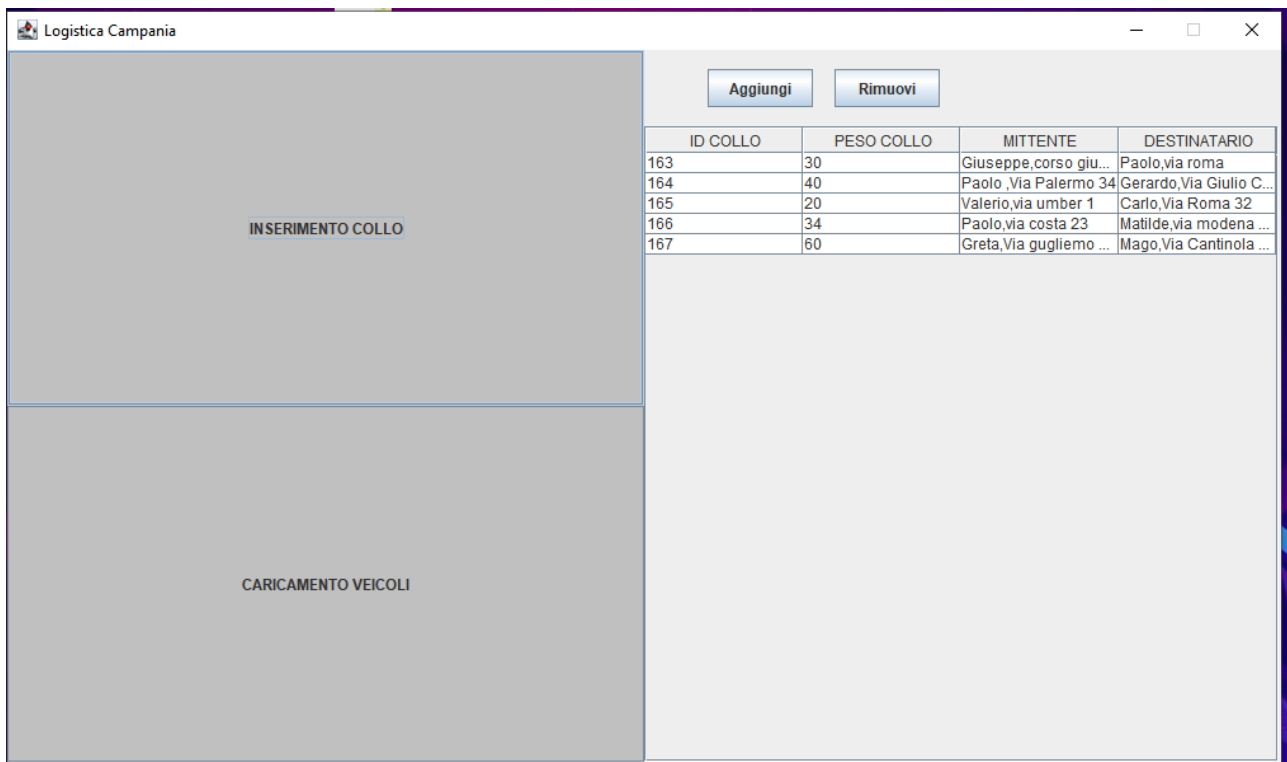 Logistica Campania
INSERIMENTO COLLO
CARICAMENTO VEICOLI
Aggiungi Rimuovi
ID COLLO PESO COLLO MITTENTE DESTINATARIO
163 30 Giuseppe,corso giu... Paolo,via roma
164 40 Paolo ,Via Palermo 34 Gerardo,Via Giulio C...
165 20 Valerio,via umber 1 Carlo,Via Roma 32
166 34 Paolo,via costa 23 Matilde,via modena ...
167 60 Greta,Via gugliemo ... Mago,Via Cantinola ...